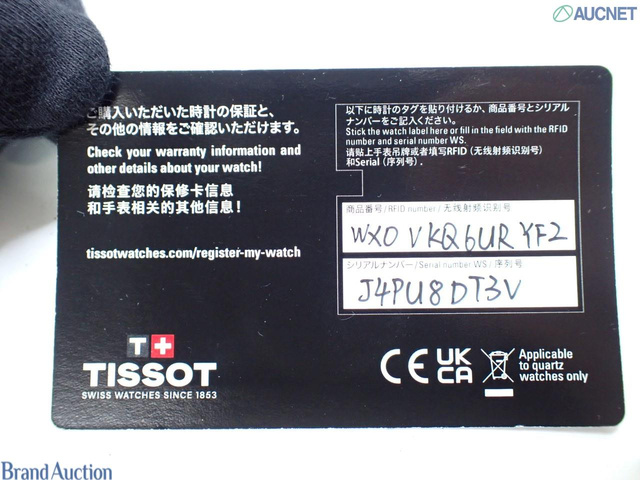 AUCNET
ご購入いただいた時計の保証と、
その他の情報をご確認いただけます。
Check your warranty information and
other details about your watch!
请检查您的保修卡信息
和手表相关的其他信息！
tissotwatches.com/register-my-watch
T+
TISSOT
SWISS WATCHES SINCE 1853
以下に時計のタグを貼り付けるか、商品番号とシリアル
ナンバーをご記入ください。
Stick the watch label here or fill in the field with the RFID
number and serial number WS.
请贴上手表吊牌或者填写RFID（无线射频识别号）
和Serial（序列号）.
商品番号/RFID number/无线射频识别号
WX0VKQ6URYF2
シリアルナンバー/Serial number WS/序列号
J4PU8DT3V
CE UK
CA
Applicable
to quartz
watches only
Brand Auction